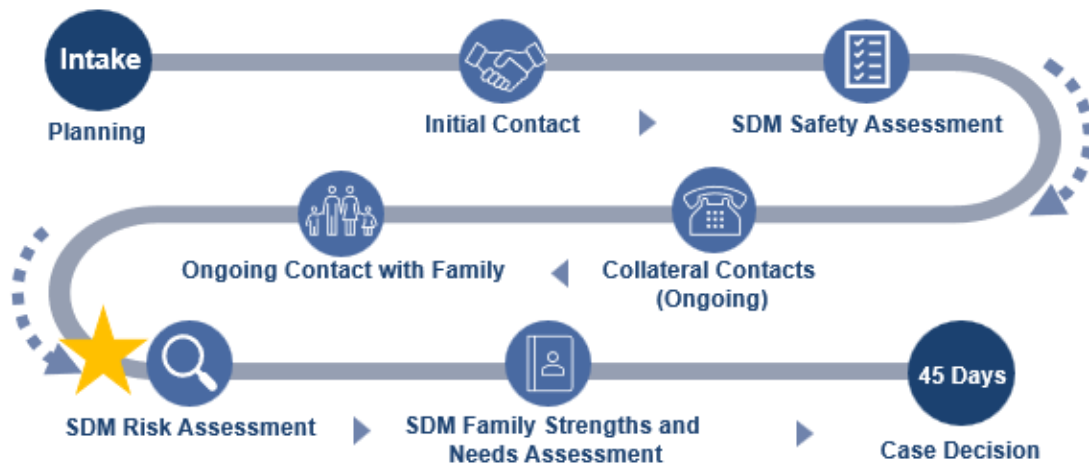 Intake
Planning
Initial Contact
SDM Safety Assessment
Collateral Contacts
(Ongoing)
Ongoing Contact with Family
SDM Risk Assessment
SDM Family Strengths and
Needs Assessment
45 Days
Case Decision